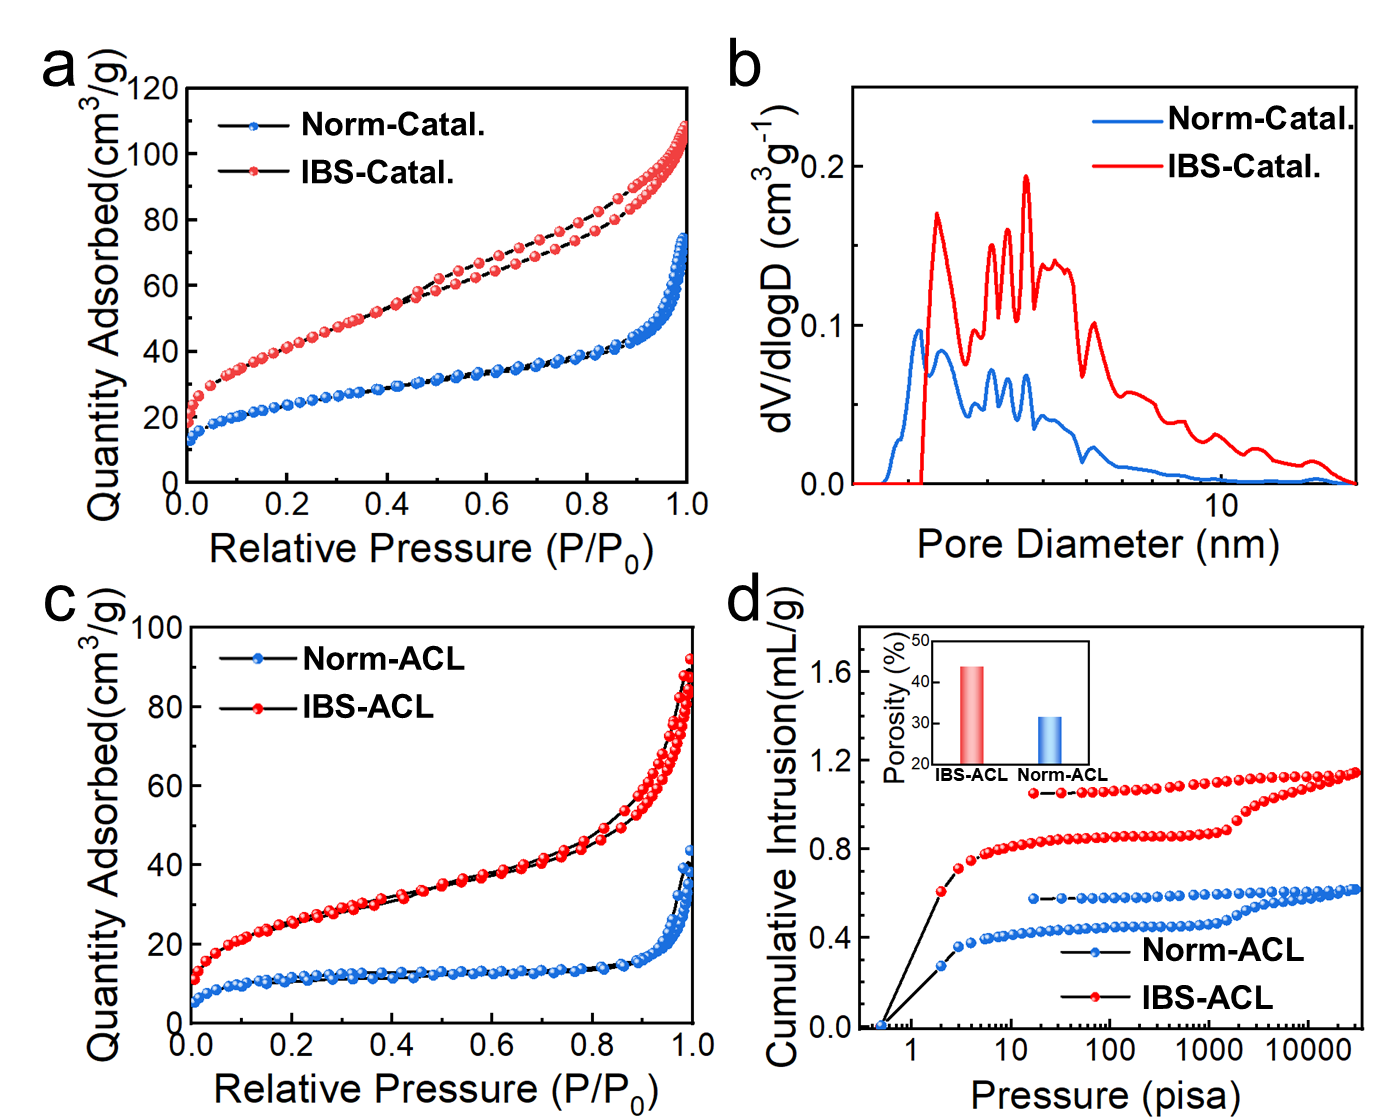 a
Quantity Adsorbed(cm³/g)
120
100
80
60
40
20
0
Norm-Catal.
IBS-Catal.
0.0 0.2 0.4 0.6 0.8 1.0
Relative Pressure (P/P₀)
b
dV/dlogD (cm³g⁻¹)
0.2
0.1
0.0
Norm-Catal.
IBS-Catal.
10
Pore Diameter (nm)
c
Quantity Adsorbed(cm³/g)
100
80
60
40
20
0
Norm-ACL
IBS-ACL
0.0 0.2 0.4 0.6 0.8 1.0
Relative Pressure (P/P₀)
d
Cumulative Intrusion(mL/g)
1.6
1.2
0.8
0.4
0.0
Porosity (%)
50
40
30
20
IBS-ACL Norm-ACL
Norm-ACL
IBS-ACL
1 10 100 1000 10000
Pressure (pisa)